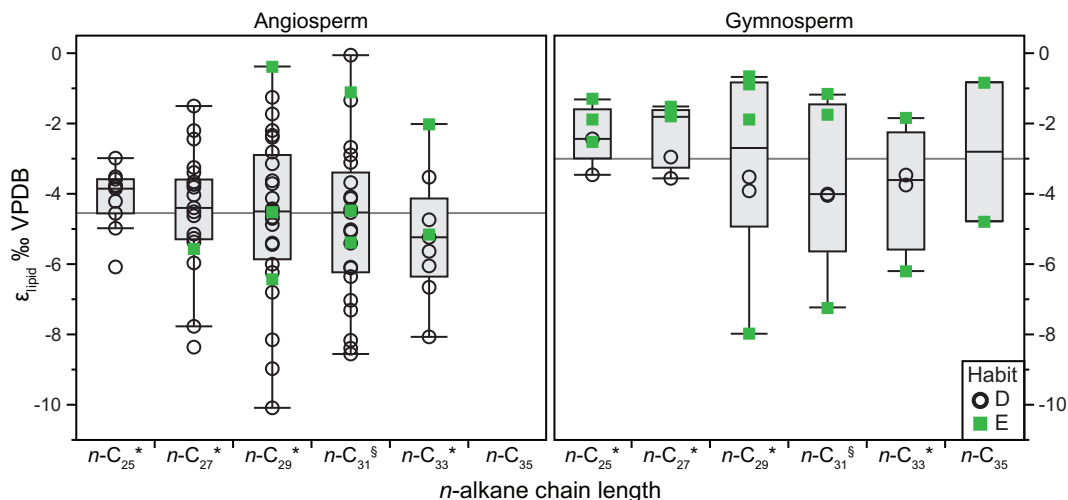 Angiosperm Gymnosperm
0 0
-2 -2
-4 -4
-6 -6
-8 -8
-10 -10
εlipid ‰ VPDB
Habit
D
E
n-C25* n-C27* n-C29* n-C31§ n-C33* n-C35 n-C25* n-C27* n-C29* n-C31§ n-C33* n-C35
n-alkane chain length